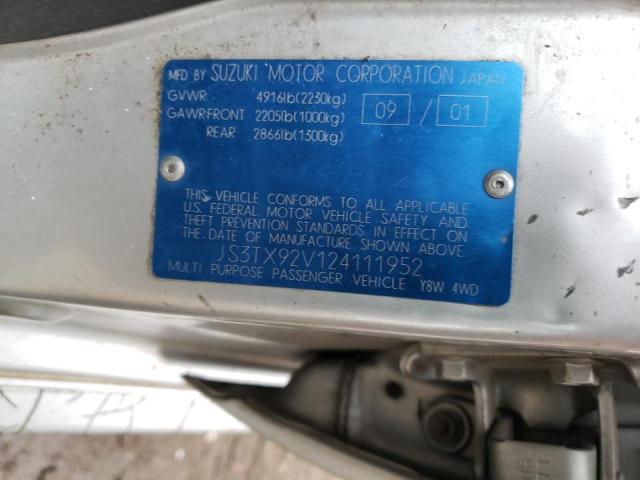 MFD BY SUZUKI MOTOR CORPORATION JAPAN
GVWR: 4916lb(2230kg) 09 / 01
GAWR:FRONT 2205lb(1000kg)
REAR 2866lb(1300kg)
THIS VEHICLE CONFORMS TO ALL APPLICABLE
U.S. FEDERAL MOTOR VEHICLE SAFETY AND
THEFT PREVENTION STANDARDS IN EFFECT ON
THE DATE OF MANUFACTURE SHOWN ABOVE.
JS3TX92V124111952
MULTI PURPOSE PASSENGER VEHICLE Y8W 4WD